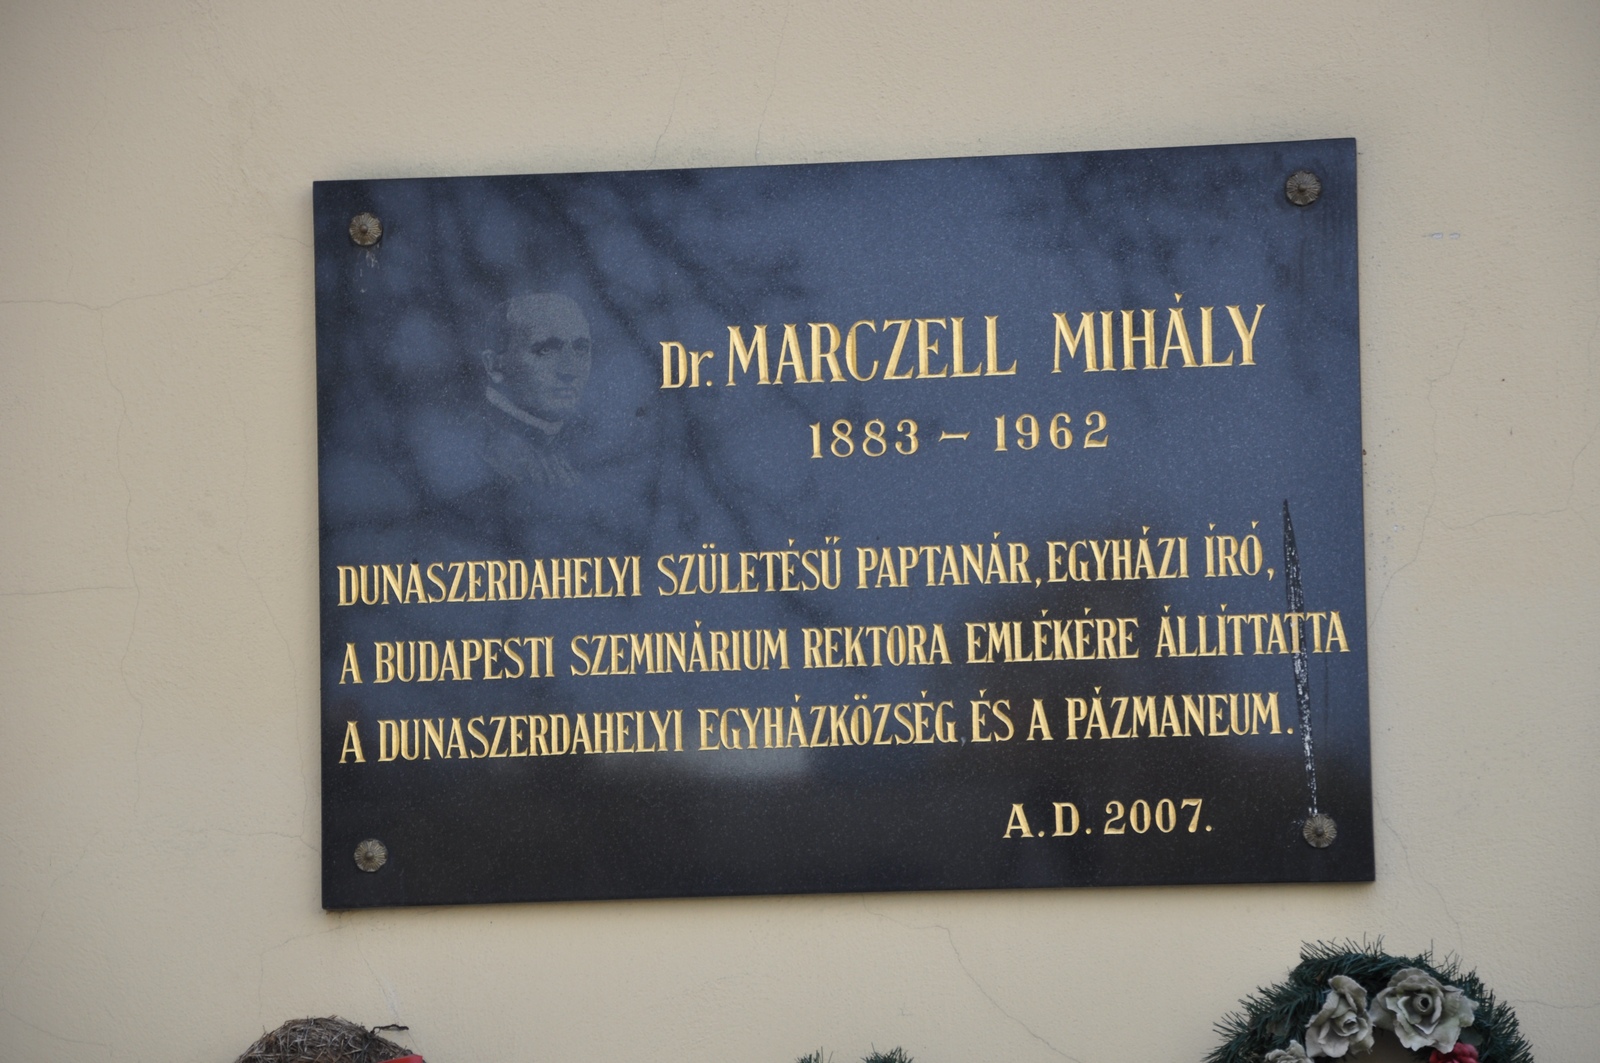 Dr. MARCZELL MIHÁLY
1883 – 1962
DUNASZERDAHELYI SZÜLETÉSŰ PAPTANÁR, EGYHÁZI ÍRÓ,
A BUDAPESTI SZEMINÁRIUM REKTORA EMLÉKÉRE ÁLLÍTTATTA
A DUNASZERDAHELYI EGYHÁZKÖZSÉG ÉS A PÁZMANEUM.
A.D. 2007.